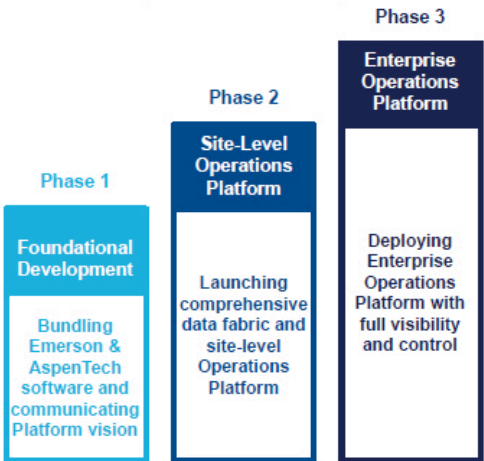 Phase 1
Foundational
Development
Bundling
Emerson &
AspenTech
software and
communicating
Platform vision
Phase 2
Site-Level
Operations
Platform
Launching
comprehensive
data fabric and
site-level
Operations
Platform
Phase 3
Enterprise
Operations
Platform
Deploying
Enterprise
Operations
Platform with
full visibility
and control